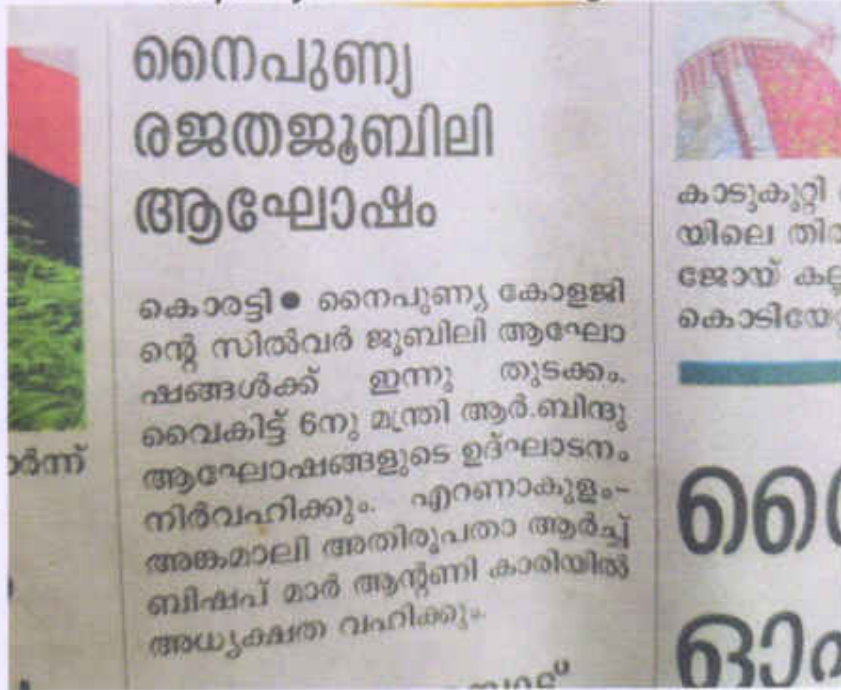 നൈപുണ്യ
രജതജൂബിലി
ആഘോഷം
കൊരട്ടി ● നൈപുണ്യ കോളജി
ന്റെ സിൽവർ ജൂബിലി ആഘോ
ഷങ്ങൾക്ക് ഇന്നു തുടക്കം.
വൈകിട്ട് 6നു മന്ത്രി ആർ.ബിന്ദു
ആഘോഷങ്ങളുടെ ഉദ്ഘാടനം
നിർവഹിക്കും. എറണാകുളം-
അങ്കമാലി അതിരൂപതാ ആർച്ച്
ബിഷപ് മാർ ആന്റണി കാരിയിൽ
അധ്യക്ഷത വഹിക്കും.
കാടുകുറ്റി
യിലെ
ജോയ്